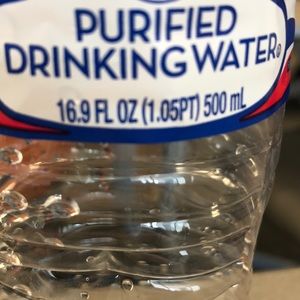 PURIFIED
DRINKING WATER®
16.9 FL OZ (1.05PT) 500 mL